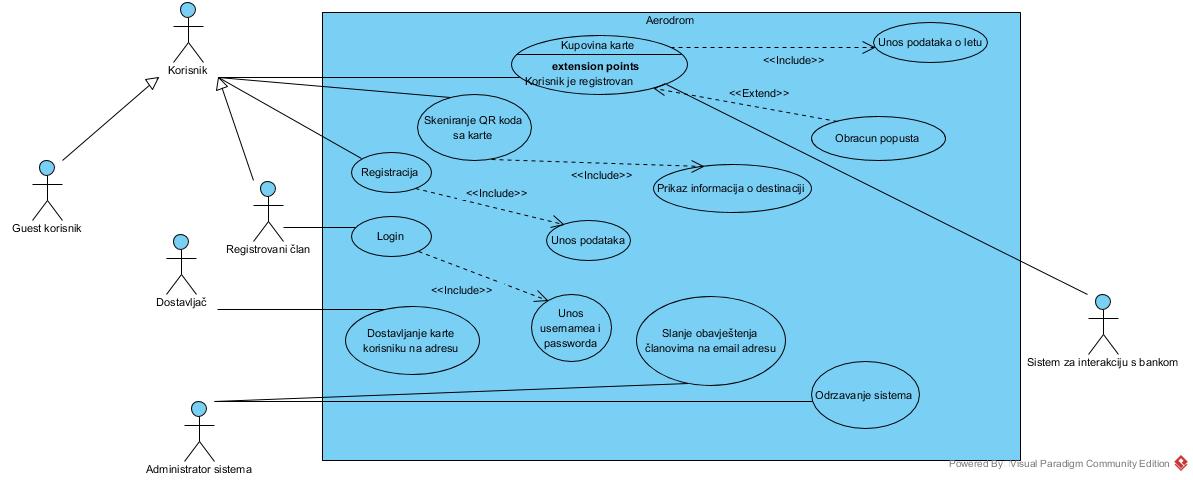 Aerodrom
Korisnik
Kupovina karte
extension points
Korisnik je registrovan
Unos podataka o letu
<<Include>>
<<Extend>>
Obracun popusta
Skeniranje QR koda
sa karte
<<Include>>
Prikaz informacija o destinaciji
Registracija
<<Include>>
Unos podataka
Guest korisnik
Registrovani član
Login
<<Include>>
Unos
usernamea i
passworda
Dostavljač
Dostavljanje karte
korisniku na adresu
Slanje obavještenja
članovima na email adresu
Sistem za interakciju s bankom
Odrzavanje sistema
Administrator sistema
Powered By Visual Paradigm Community Edition